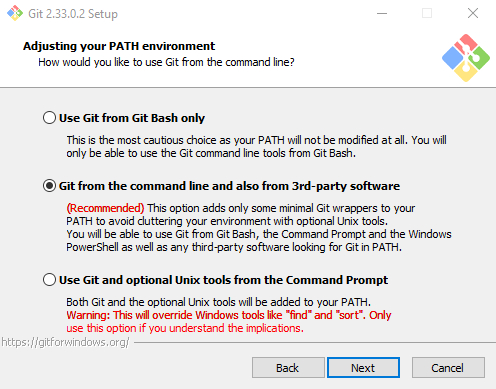 Git 2.33.0.2 Setup
Adjusting your PATH environment
How would you like to use Git from the command line?
Use Git from Git Bash only
This is the most cautious choice as your PATH will not be modified at all. You will
only be able to use the Git command line tools from Git Bash.
Git from the command line and also from 3rd-party software
(Recommended) This option adds only some minimal Git wrappers to your
PATH to avoid cluttering your environment with optional Unix tools.
You will be able to use Git from Git Bash, the Command Prompt and the Windows
PowerShell as well as any third-party software looking for Git in PATH.
Use Git and optional Unix tools from the Command Prompt
Both Git and the optional Unix tools will be added to your PATH.
Warning: This will override Windows tools like "find" and "sort". Only
use this option if you understand the implications.
https://gitforwindows.org/
Back
Next
Cancel